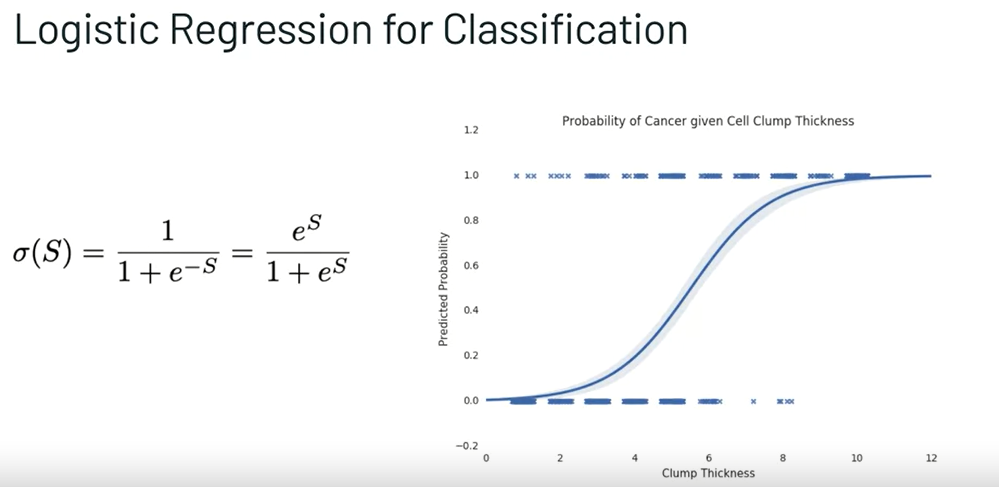 Logistic Regression for Classification
σ(S) = 1 / (1 + e^{-S}) = e^{S} / (1 + e^{S})
Probability of Cancer given Cell Clump Thickness
Predicted Probability
1.2
1.0
0.8
0.6
0.4
0.2
0.0
−0.2
0 2 4 6 8 10 12
Clump Thickness